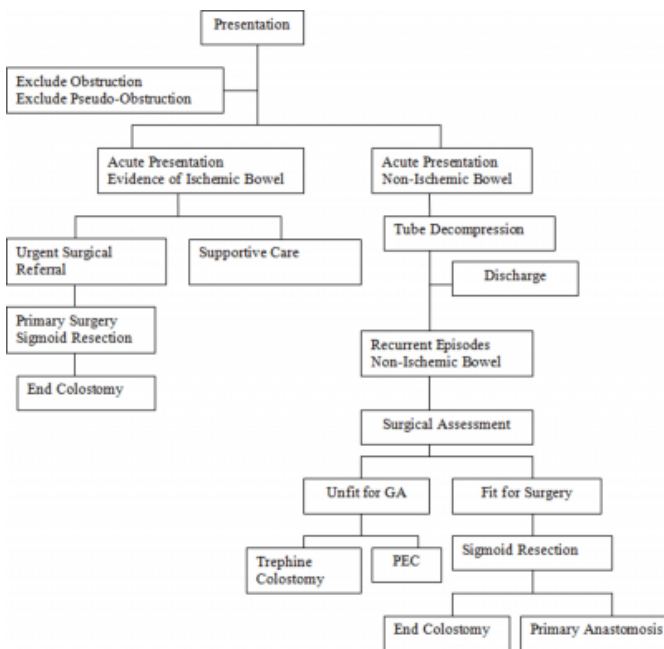 Presentation
Exclude Obstruction
Exclude Pseudo-Obstruction
Acute Presentation
Evidence of Ischemic Bowel
Acute Presentation
Non-Ischemic Bowel
Urgent Surgical
Referral
Supportive Care
Tube Decompression
Discharge
Primary Surgery
Sigmoid Resection
End Colostomy
Recurrent Episodes
Non-Ischemic Bowel
Surgical Assessment
Unfit for GA
Fit for Surgery
Trephine
Colostomy
PEC
Sigmoid Resection
End Colostomy
Primary Anastomosis